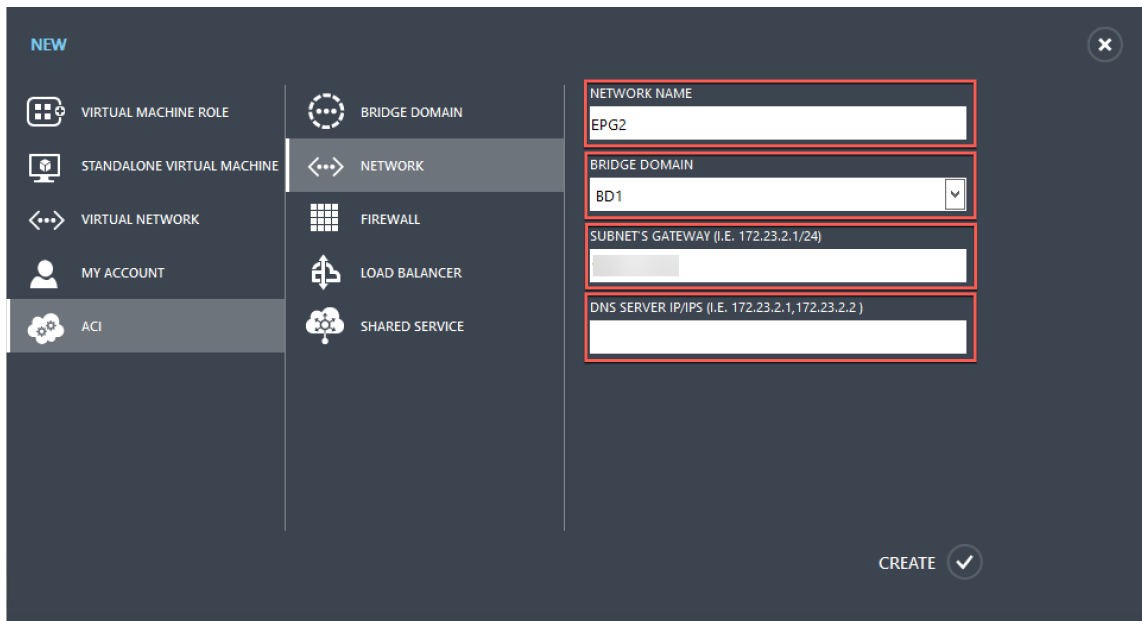 NEW
VIRTUAL MACHINE ROLE
STANDALONE VIRTUAL MACHINE
VIRTUAL NETWORK
MY ACCOUNT
ACI
BRIDGE DOMAIN
NETWORK
FIREWALL
LOAD BALANCER
SHARED SERVICE
NETWORK NAME
EPG2
BRIDGE DOMAIN
BD1
SUBNET'S GATEWAY (I.E. 172.23.2.1/24)
DNS SERVER IP/IPS (I.E. 172.23.2.1,172.23.2.2 )
CREATE